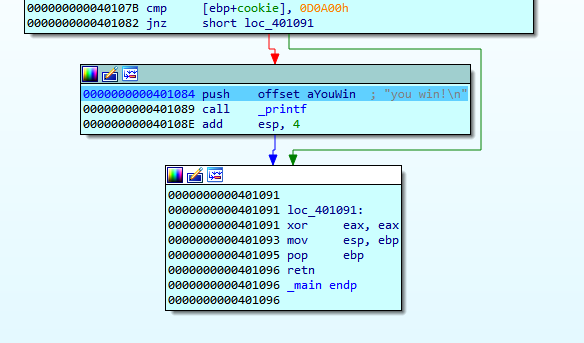 000000000040107B cmp     [ebp+cookie], 0D0A00h
0000000000401082 jnz     short loc_401091
0000000000401084 push    offset aYouWin  ; "you win!\n"
0000000000401089 call    _printf
000000000040108E add     esp, 4
0000000000401091
0000000000401091 loc_401091:
0000000000401091 xor     eax, eax
0000000000401093 mov     esp, ebp
0000000000401095 pop     ebp
0000000000401096 retn
0000000000401096 _main endp
0000000000401096